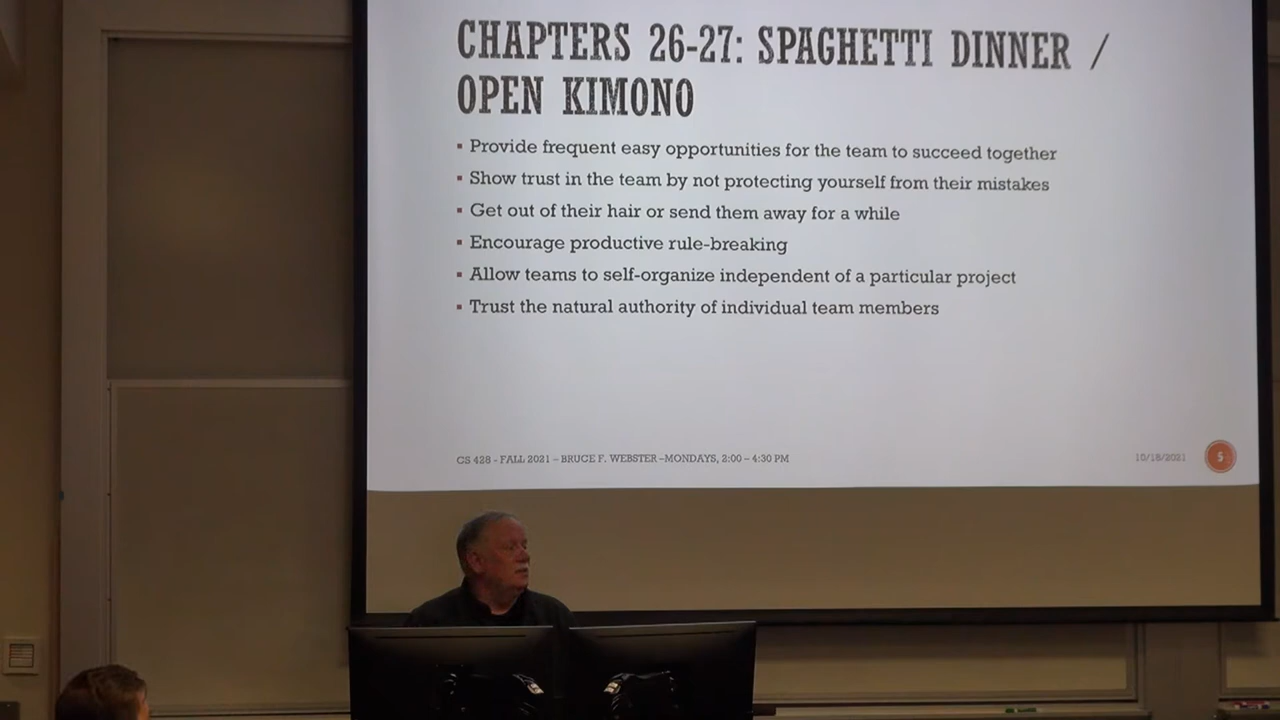 CHAPTERS 26-27: SPAGHETTI DINNER /
OPEN KIMONO
▪ Provide frequent easy opportunities for the team to succeed together
▪ Show trust in the team by not protecting yourself from their mistakes
▪ Get out of their hair or send them away for a while
▪ Encourage productive rule-breaking
▪ Allow teams to self-organize independent of a particular project
▪ Trust the natural authority of individual team members
CS 428 - FALL 2021 – BRUCE F. WEBSTER –MONDAYS, 2:00 – 4:30 PM
10/18/2021
5